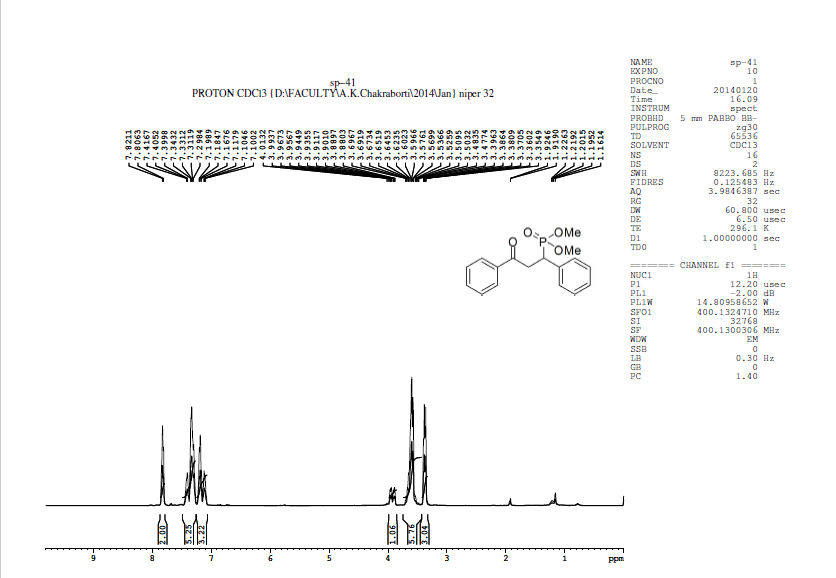 sp-41
PROTON CDCl3 {D:\FACULTY\A.K.Chakraborti\2014\Jan} niper 32
7.8211
7.8063
7.4167
7.4052
7.3998
7.3432
7.3312
7.3119
7.2984
7.1989
7.1847
7.1676
7.1179
7.1046
7.1002
4.0132
3.9937
3.9673
3.9567
3.9449
3.9355
3.9117
3.9010
3.8897
3.8803
3.6967
3.6919
3.6734
3.6519
3.6453
3.6235
3.6023
3.5966
3.5761
3.5699
3.5366
3.5259
3.5095
3.5032
3.4835
3.4774
3.3963
3.3864
3.3809
3.3705
3.3602
3.3549
1.9247
1.9190
1.2263
1.2192
1.2015
1.1952
1.1614
NAME sp-41
EXPNO 10
PROCNO 1
Date_ 20140120
Time 16.09
INSTRUM spect
PROBHD 5 mm PABBO BB-
PULPROG zg30
TD 65536
SOLVENT CDCl3
NS 16
DS 2
SWH 8223.685 Hz
FIDRES 0.125483 Hz
AQ 3.9846387 sec
RG 32
DW 60.800 usec
DE 6.50 usec
TE 296.1 K
D1 1.00000000 sec
TD0 1
======== CHANNEL f1 ========
NUC1 1H
P1 12.20 usec
PL1 -2.00 dB
PL1W 14.80958652 W
SFO1 400.1324710 MHz
SI 32768
SF 400.1300306 MHz
WDW EM
SSB 0
LB 0.30 Hz
GB 0
PC 1.40
O
O
P
OMe
OMe
2.00
5.25
3.22
1.06
5.76
3.04
9 8 7 6 5 4 3 2 1 ppm